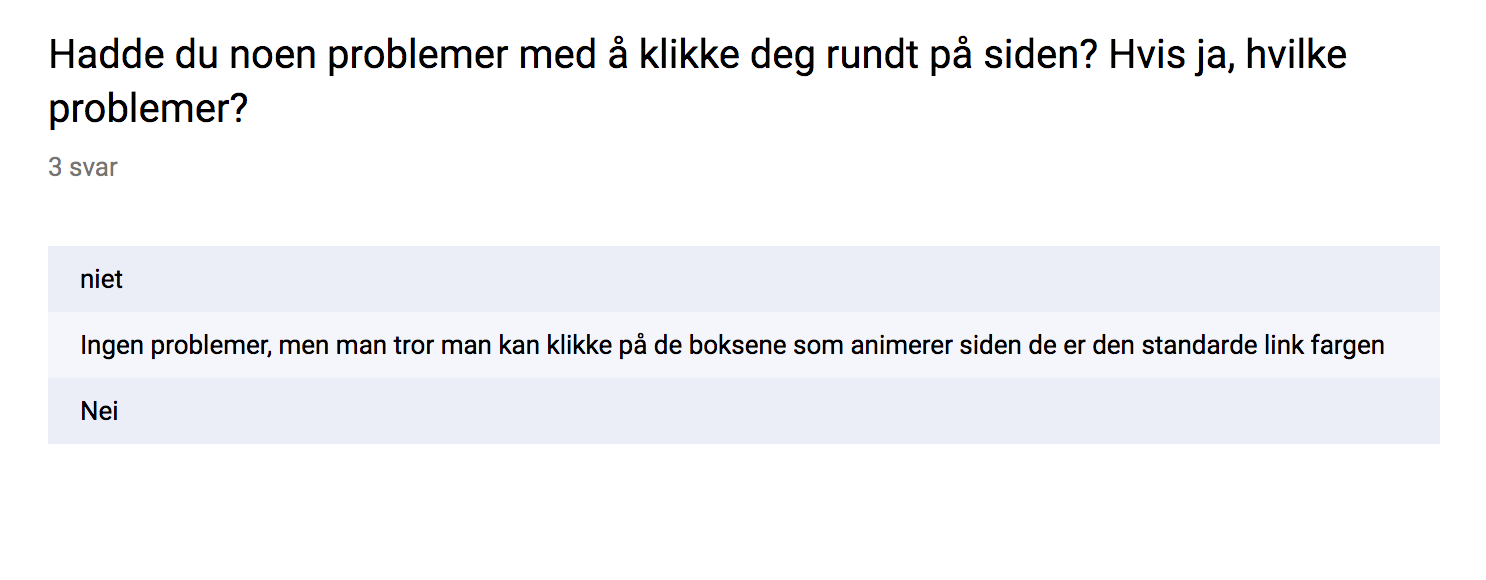 Hadde du noen problemer med å klikke deg rundt på siden? Hvis ja, hvilke
problemer?
3 svar
niet
Ingen problemer, men man tror man kan klikke på de boksene som animerer siden de er den standarde link fargen
Nei